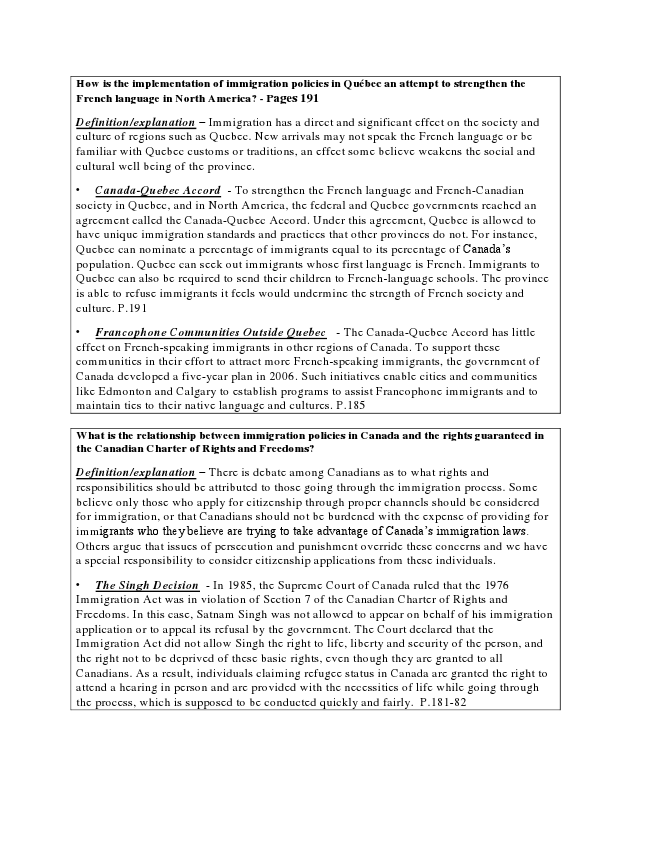 How is the implementation of immigration policies in Québec an attempt to strengthen the
French language in North America? - Pages 191
Definition/explanation – Immigration has a direct and significant effect on the society and
culture of regions such as Quebec. New arrivals may not speak the French language or be
familiar with Quebec customs or traditions, an effect some believe weakens the social and
cultural well being of the province.
• Canada-Quebec Accord - To strengthen the French language and French-Canadian
society in Quebec, and in North America, the federal and Quebec governments reached an
agreement called the Canada-Quebec Accord. Under this agreement, Quebec is allowed to
have unique immigration standards and practices that other provinces do not. For instance,
Quebec can nominate a percentage of immigrants equal to its percentage of Canada's
population. Quebec can seek out immigrants whose first language is French. Immigrants to
Quebec can also be required to send their children to French-language schools. The province
is able to refuse immigrants it feels would undermine the strength of French society and
culture. P.191
• Francophone Communities Outside Quebec - The Canada-Quebec Accord has little
effect on French-speaking immigrants in other regions of Canada. To support these
communities in their effort to attract more French-speaking immigrants, the government of
Canada developed a five-year plan in 2006. Such initiatives enable cities and communities
like Edmonton and Calgary to establish programs to assist Francophone immigrants and to
maintain ties to their native language and cultures. P.185
What is the relationship between immigration policies in Canada and the rights guaranteed in
the Canadian Charter of Rights and Freedoms?
Definition/explanation – There is debate among Canadians as to what rights and
responsibilities should be attributed to those going through the immigration process. Some
believe only those who apply for citizenship through proper channels should be considered
for immigration, or that Canadians should not be burdened with the expense of providing for
immigrants who they believe are trying to take advantage of Canada's immigration laws.
Others argue that issues of persecution and punishment override these concerns and we have
a special responsibility to consider citizenship applications from these individuals.
• The Singh Decision - In 1985, the Supreme Court of Canada ruled that the 1976
Immigration Act was in violation of Section 7 of the Canadian Charter of Rights and
Freedoms. In this case, Satnam Singh was not allowed to appear on behalf of his immigration
application or to appeal its refusal by the government. The Court declared that the
Immigration Act did not allow Singh the right to life, liberty and security of the person, and
the right not to be deprived of these basic rights, even though they are granted to all
Canadians. As a result, individuals claiming refugee status in Canada are granted the right to
attend a hearing in person and are provided with the necessities of life while going through
the process, which is supposed to be conducted quickly and fairly. P.181-82